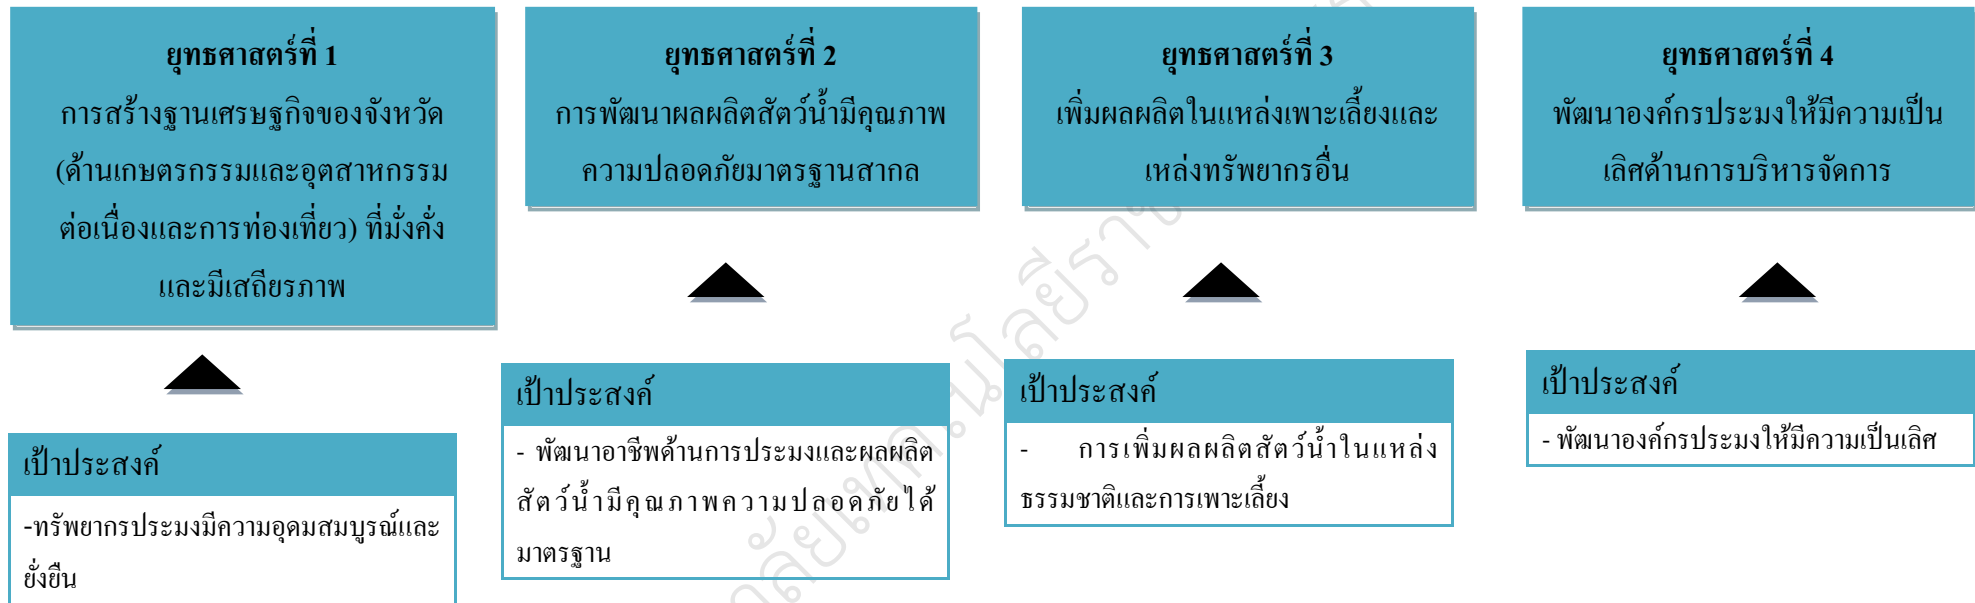 ยุทธศาสตร์ที่ 1
การสร้างฐานเศรษฐกิจของจังหวัด
(ด้านเกษตรกรรมและอุตสาหกรรม
ต่อเนื่องและการท่องเที่ยว) ที่มั่งคั่ง
และมีเสถียรภาพ
ยุทธศาสตร์ที่ 2
การพัฒนาผลผลิตสัตว์น้ำมีคุณภาพ
ความปลอดภัยมาตรฐานสากล
ยุทธศาสตร์ที่ 3
เพิ่มผลผลิตในแหล่งเพาะเลี้ยงและ
เหล่งทรัพยากรอื่น
ยุทธศาสตร์ที่ 4
พัฒนาองค์กรประมงให้มีความเป็น
เลิศด้านการบริหารจัดการ
เป้าประสงค์
-ทรัพยากรประมงมีความอุดมสมบูรณ์และ
ยั่งยืน
เป้าประสงค์
- พัฒนาอาชีพด้านการประมงและผลผลิต
สัตว์น้ำมีคุณภาพความปลอดภัยได้
มาตรฐาน
เป้าประสงค์
- การเพิ่มผลผลิตสัตว์น้ำในแหล่ง
ธรรมชาติและการเพาะเลี้ยง
เป้าประสงค์
- พัฒนาองค์กรประมงให้มีความเป็นเลิศ